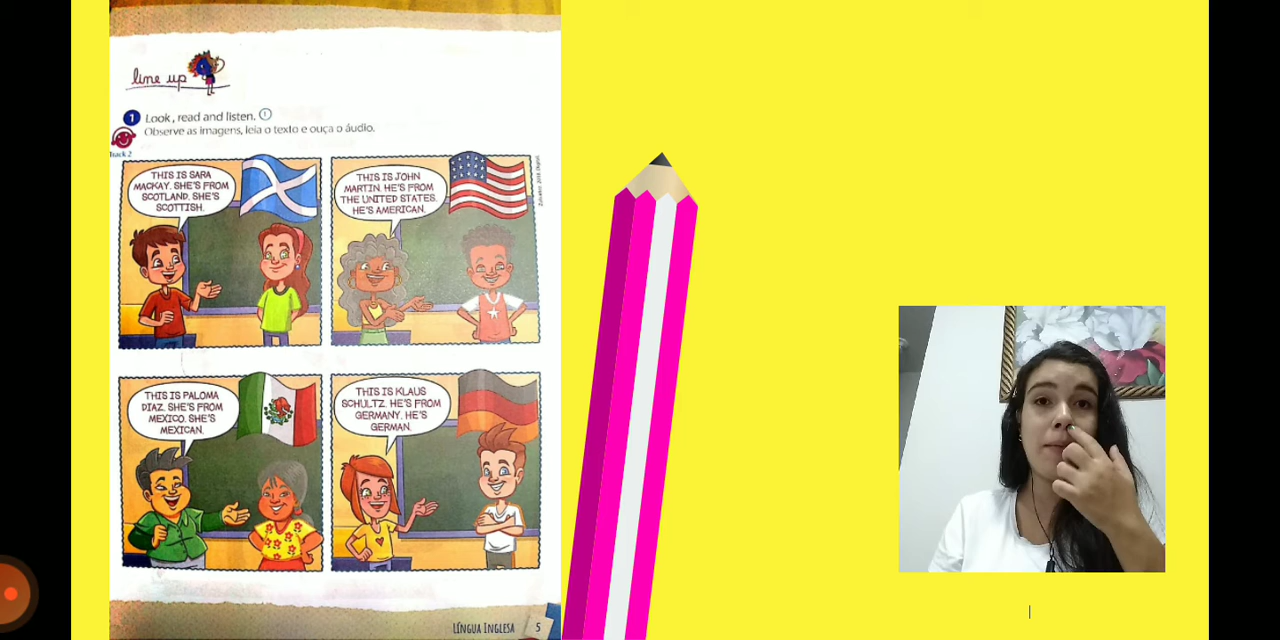 line up
1 Look, read and listen.
Observe as imagens, leia o texto e ouça o áudio.
Track 2
THIS IS SARA
MACKAY. SHE'S FROM
SCOTLAND. SHE'S
SCOTTISH.
THIS IS JOHN
MARTIN. HE'S FROM
THE UNITED STATES.
HE'S AMERICAN.
THIS IS PALOMA
DIAZ. SHE'S FROM
MEXICO. SHE'S
MEXICAN.
THIS IS KLAUS
SCHULTZ. HE'S FROM
GERMANY. HE'S
GERMAN.
LÍNGUA INGLESA 5